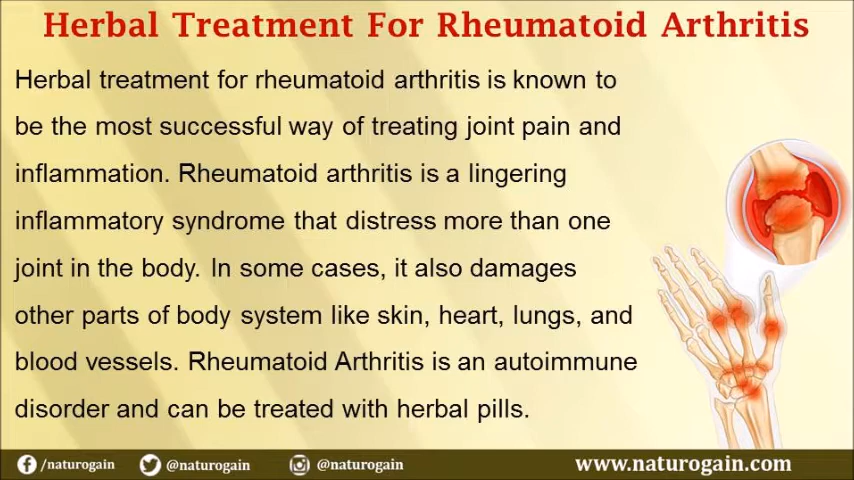 Herbal Treatment For Rheumatoid Arthritis
Herbal treatment for rheumatoid arthritis is known to
be the most successful way of treating joint pain and
inflammation. Rheumatoid arthritis is a lingering
inflammatory syndrome that distress more than one
joint in the body. In some cases, it also damages
other parts of body system like skin, heart, lungs, and
blood vessels. Rheumatoid Arthritis is an autoimmune
disorder and can be treated with herbal pills.
/naturogain @naturogain @naturogain www.naturogain.com